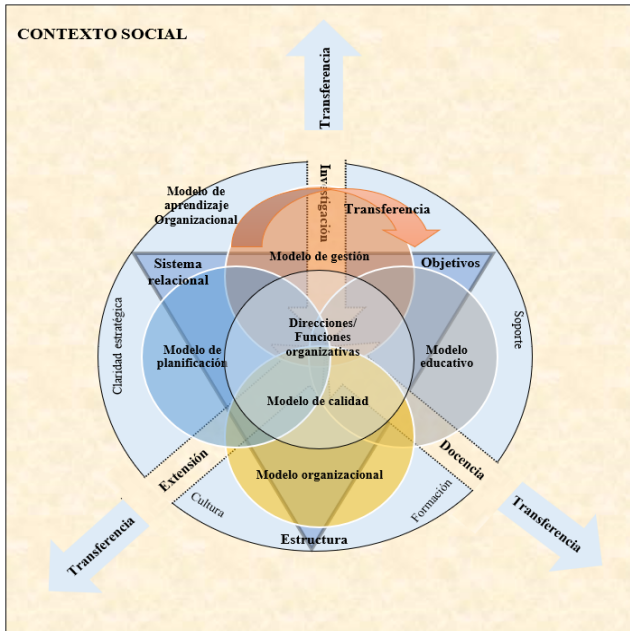 CONTEXTO SOCIAL
Transferencia
Investigación
Modelo de
aprendizaje
Organizacional
Transferencia
Modelo de gestión
Sistema
relacional
Objetivos
Claridad estratégica
Soporte
Direcciones/
Funciones
organizativas
Modelo de
planificación
Modelo
educativo
Modelo de calidad
Extensión
Docencia
Modelo organizacional
Cultura
Formación
Estructura
Transferencia
Transferencia